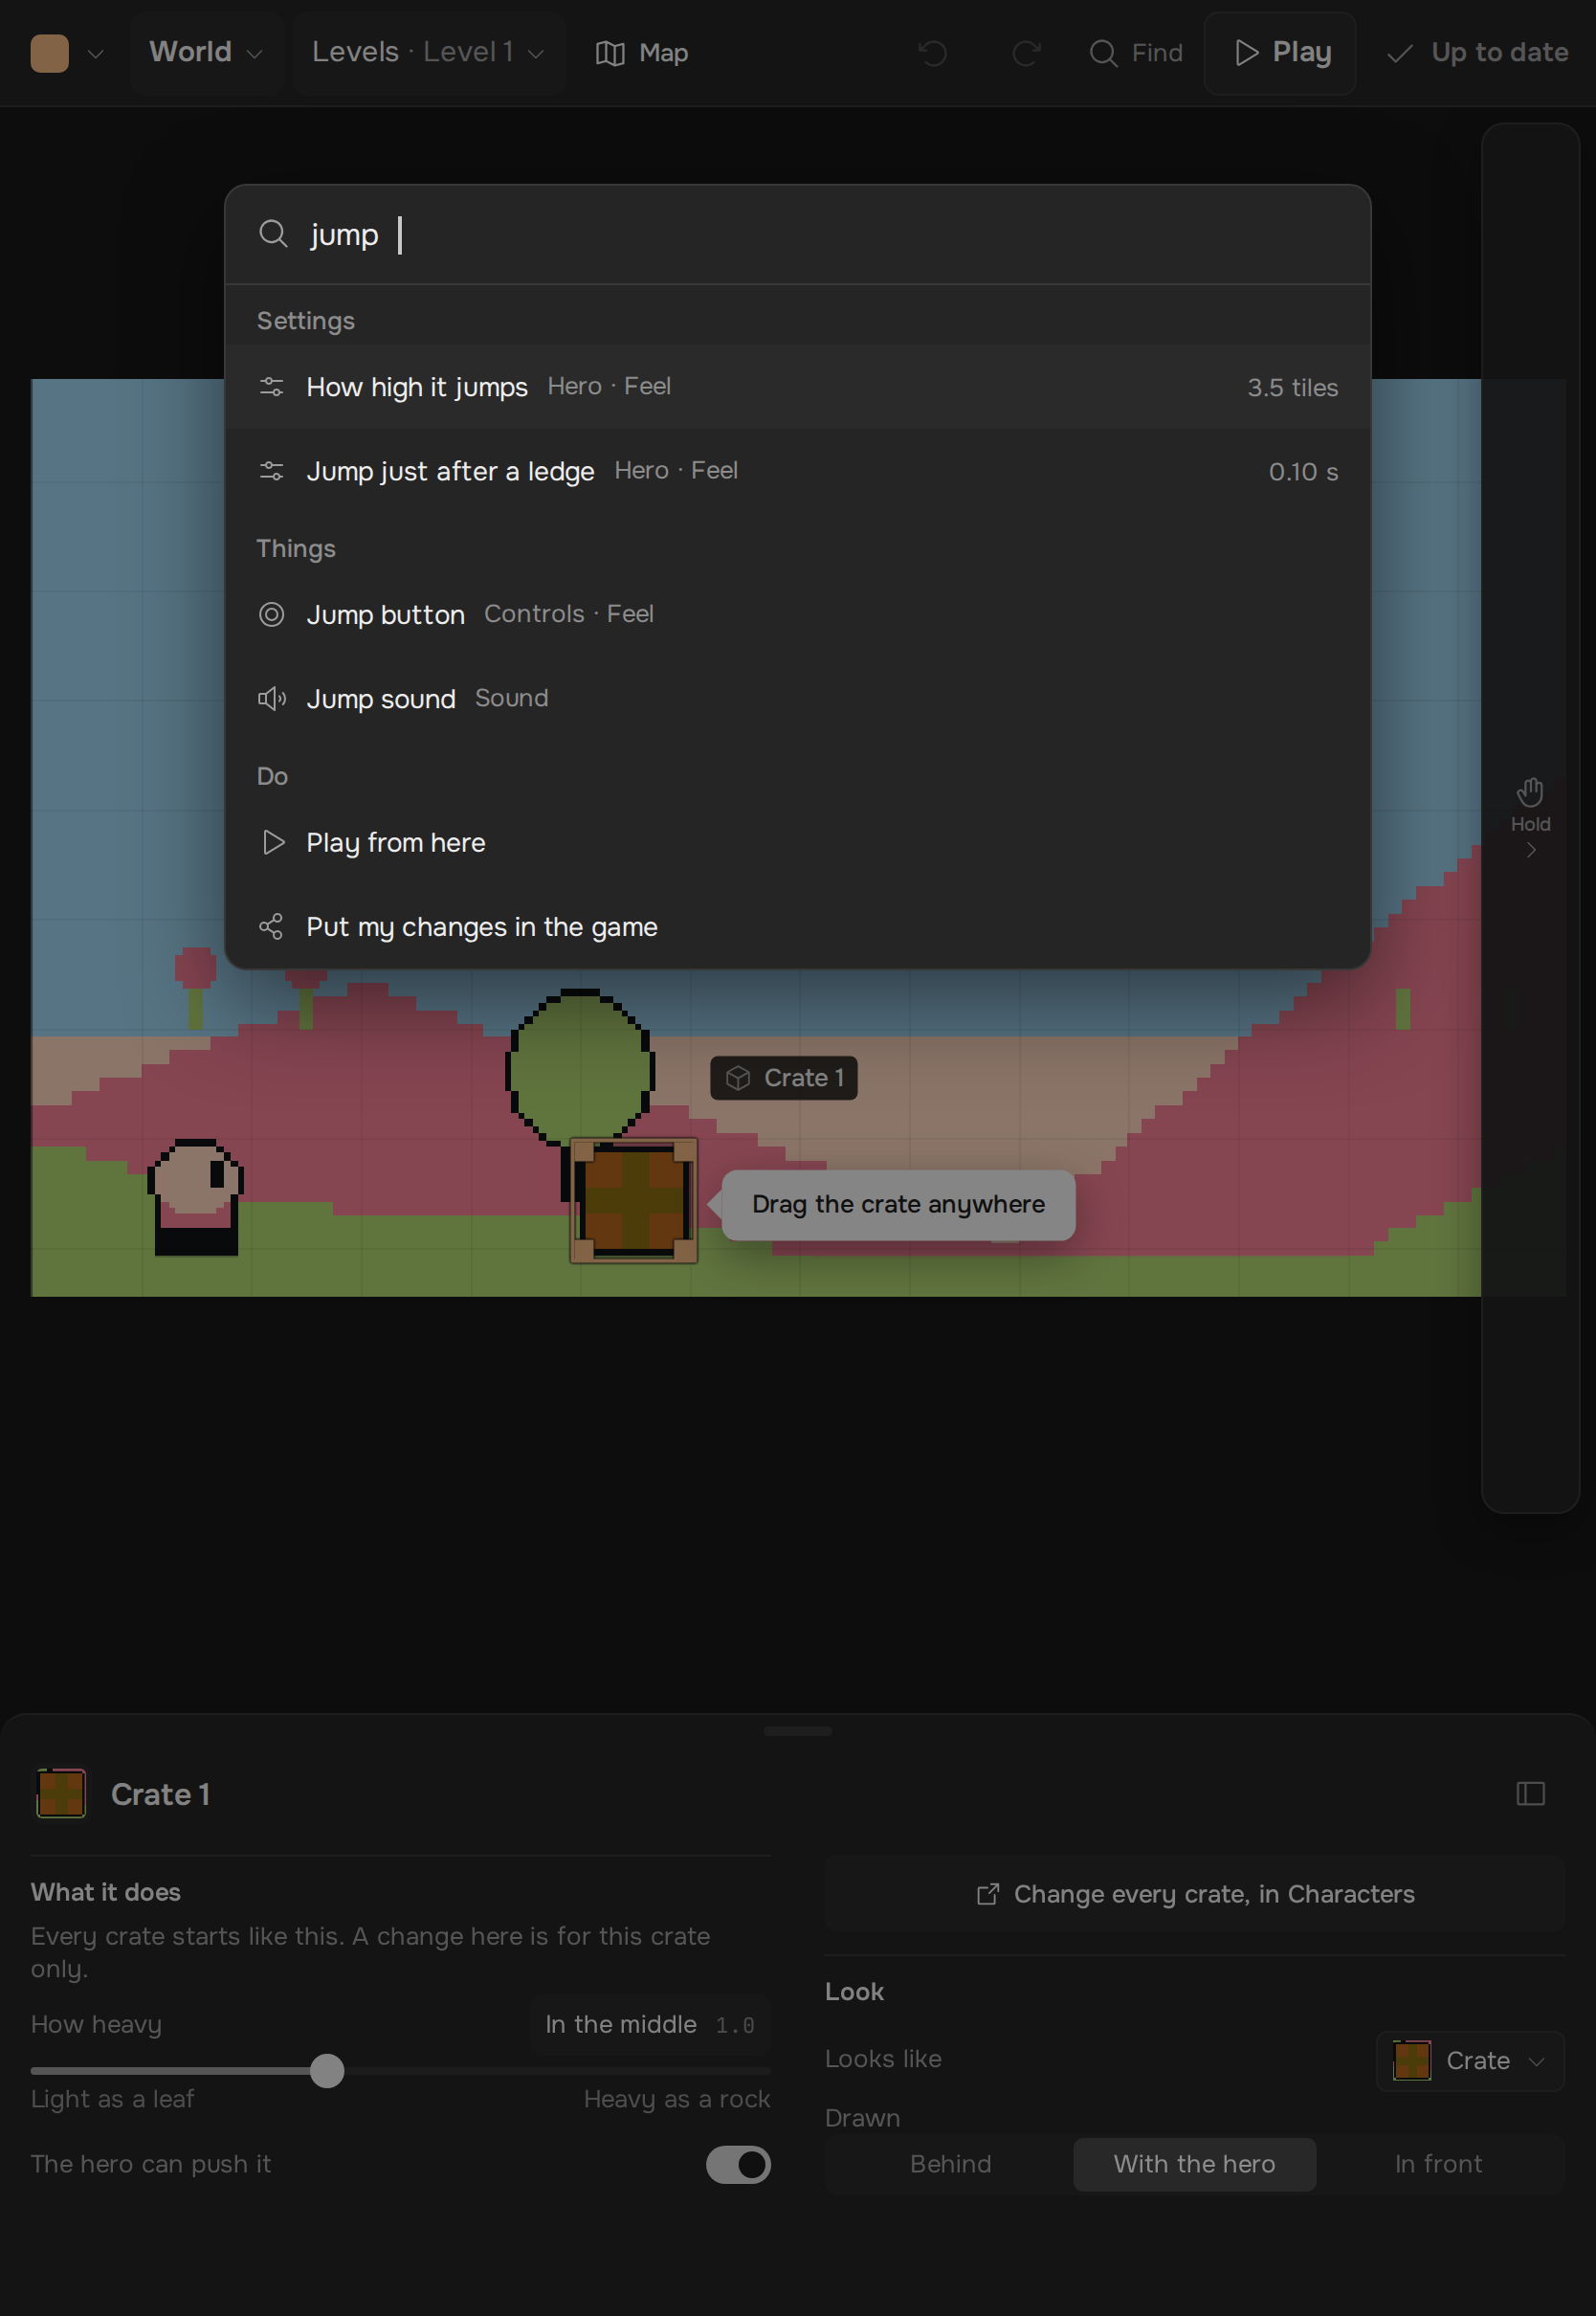 World
Levels · Level 1
Map
Find
Play
Up to date
jump
Settings
How high it jumps Hero · Feel 3.5 tiles
Jump just after a ledge Hero · Feel 0.10 s
Things
Jump button Controls · Feel
Jump sound Sound
Do
Play from here
Put my changes in the game
Hold
Crate 1
Drag the crate anywhere
Crate 1
What it does
Every crate starts like this. A change here is for this crate
only.
How heavy In the middle 1.0
Light as a leaf Heavy as a rock
The hero can push it
Change every crate, in Characters
Look
Looks like Crate
Drawn
Behind With the hero In front